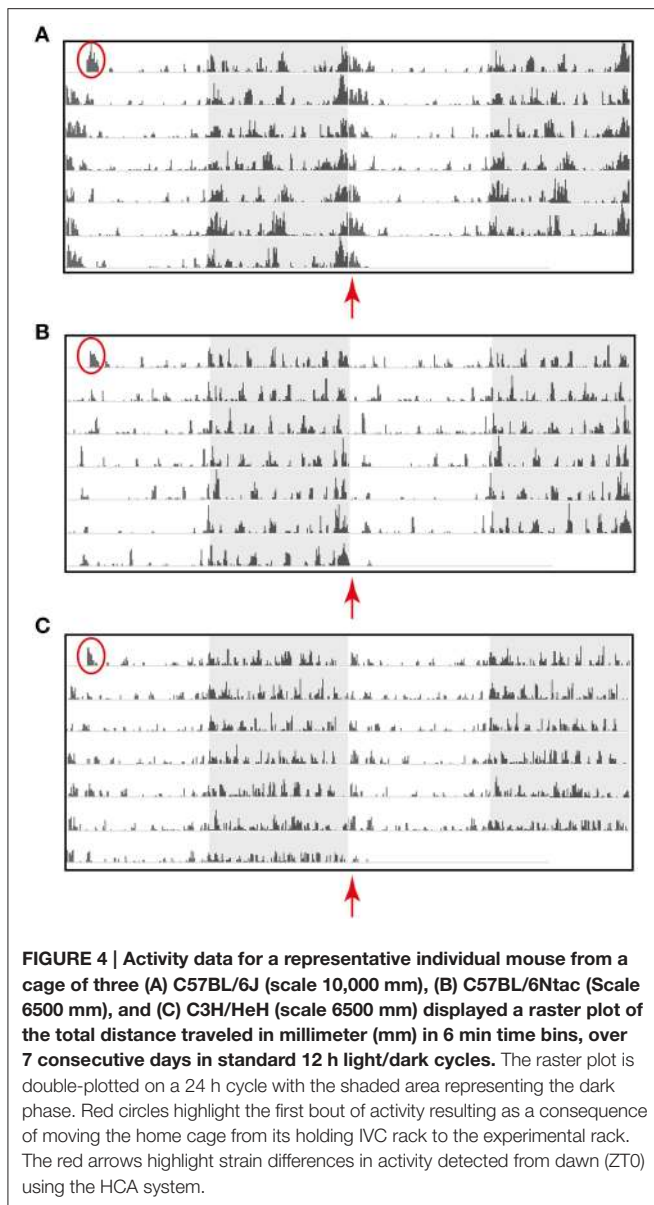 A
B
C
FIGURE 4 | Activity data for a representative individual mouse from a
cage of three (A) C57BL/6J (scale 10,000 mm), (B) C57BL/6Ntac (Scale
6500 mm), and (C) C3H/HeH (scale 6500 mm) displayed a raster plot of
the total distance traveled in millimeter (mm) in 6 min time bins, over
7 consecutive days in standard 12 h light/dark cycles. The raster plot is
double-plotted on a 24 h cycle with the shaded area representing the dark
phase. Red circles highlight the first bout of activity resulting as a consequence
of moving the home cage from its holding IVC rack to the experimental rack.
The red arrows highlight strain differences in activity detected from dawn (ZT0)
using the HCA system.